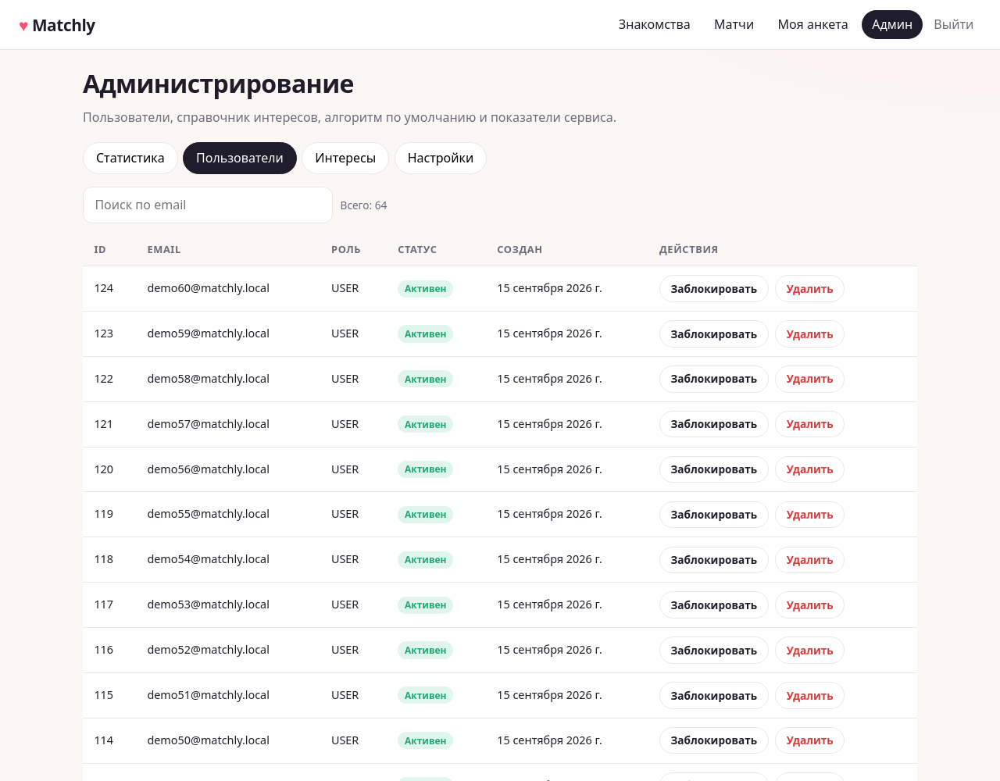 ♥ Matchly
Знакомства Матчи Моя анкета Админ Выйти
Администрирование
Пользователи, справочник интересов, алгоритм по умолчанию и показатели сервиса.
Статистика Пользователи Интересы Настройки
Поиск по email Всего: 64
ID EMAIL РОЛЬ СТАТУС СОЗДАН ДЕЙСТВИЯ
124 demo60@matchly.local USER Активен 15 сентября 2026 г. Заблокировать Удалить
123 demo59@matchly.local USER Активен 15 сентября 2026 г. Заблокировать Удалить
122 demo58@matchly.local USER Активен 15 сентября 2026 г. Заблокировать Удалить
121 demo57@matchly.local USER Активен 15 сентября 2026 г. Заблокировать Удалить
120 demo56@matchly.local USER Активен 15 сентября 2026 г. Заблокировать Удалить
119 demo55@matchly.local USER Активен 15 сентября 2026 г. Заблокировать Удалить
118 demo54@matchly.local USER Активен 15 сентября 2026 г. Заблокировать Удалить
117 demo53@matchly.local USER Активен 15 сентября 2026 г. Заблокировать Удалить
116 demo52@matchly.local USER Активен 15 сентября 2026 г. Заблокировать Удалить
115 demo51@matchly.local USER Активен 15 сентября 2026 г. Заблокировать Удалить
114 demo50@matchly.local USER Активен 15 сентября 2026 г. Заблокировать Удалить